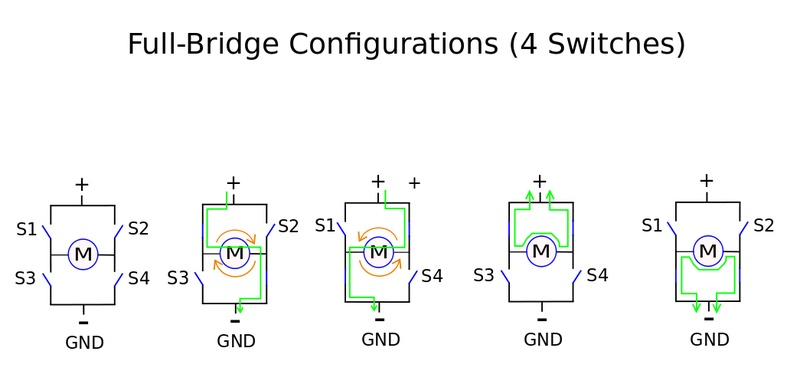 Full-Bridge Configurations (4 Switches)
+ + + + + +
S1 S2 S2 S1 S1 S2
M M M M M
S3 S4 S3 S4 S3 S4
- - - - -
GND GND GND GND GND